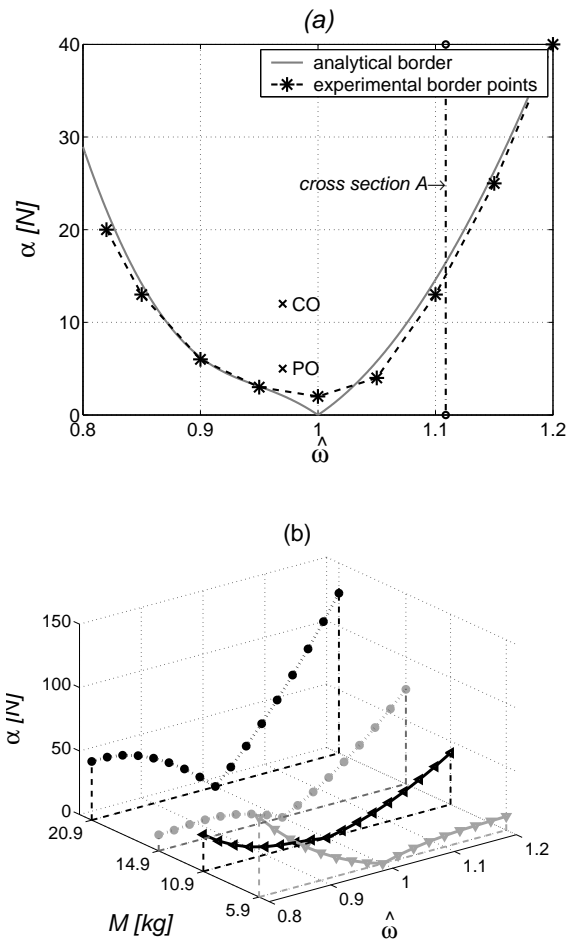 (a)
40
30
20
10
0
α [N]
analytical border
experimental border points
cross section A→
CO
PO
0.8 0.9 1 1.1 1.2
ω̂
(b)
150
100
50
0
α [N]
20.9
14.9
10.9
5.9
M [kg]
0.8
0.9
1
1.1
1.2
ω̂